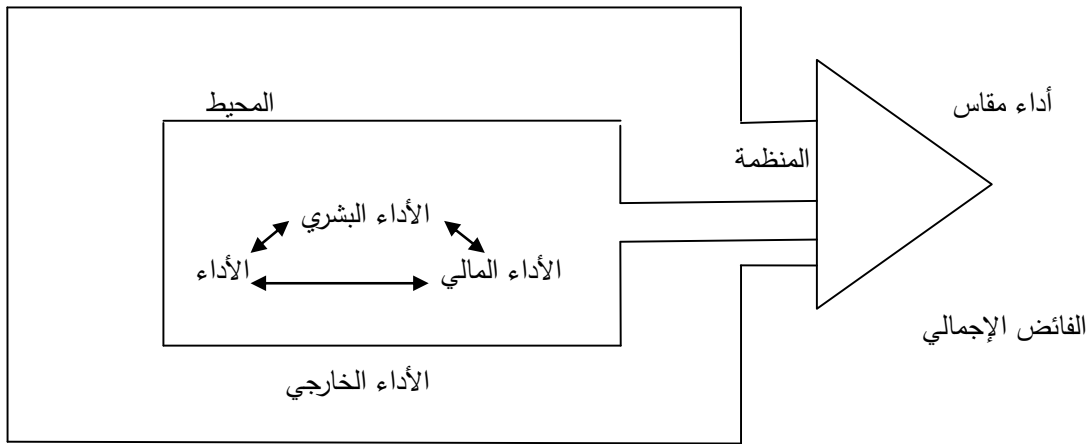 أداء مقاس
المحيط
المنظمة
الأداء البشري
الأداء المالي
الأداء
الفائض الإجمالي
الأداء الخارجي